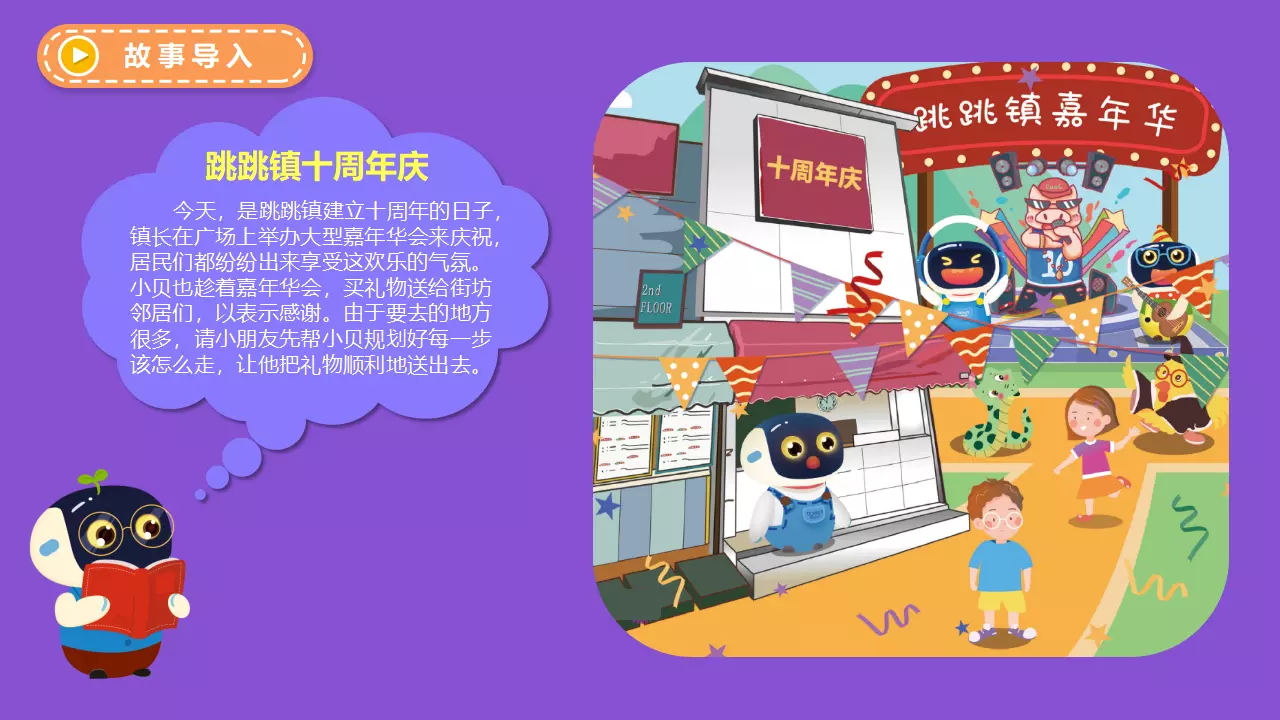 故事导入
跳跳镇十周年庆
今天，是跳跳镇建立十周年的日子，
镇长在广场上举办大型嘉年华会来庆祝，
居民们都纷纷出来享受这欢乐的气氛。
小贝也趁着嘉年华会，买礼物送给街坊
邻居们，以表示感谢。由于要去的地方
很多，请小朋友先帮小贝规划好每一步
该怎么走，让他把礼物顺利地送出去。
跳跳镇嘉年华
十周年庆
2nd
FLOOR